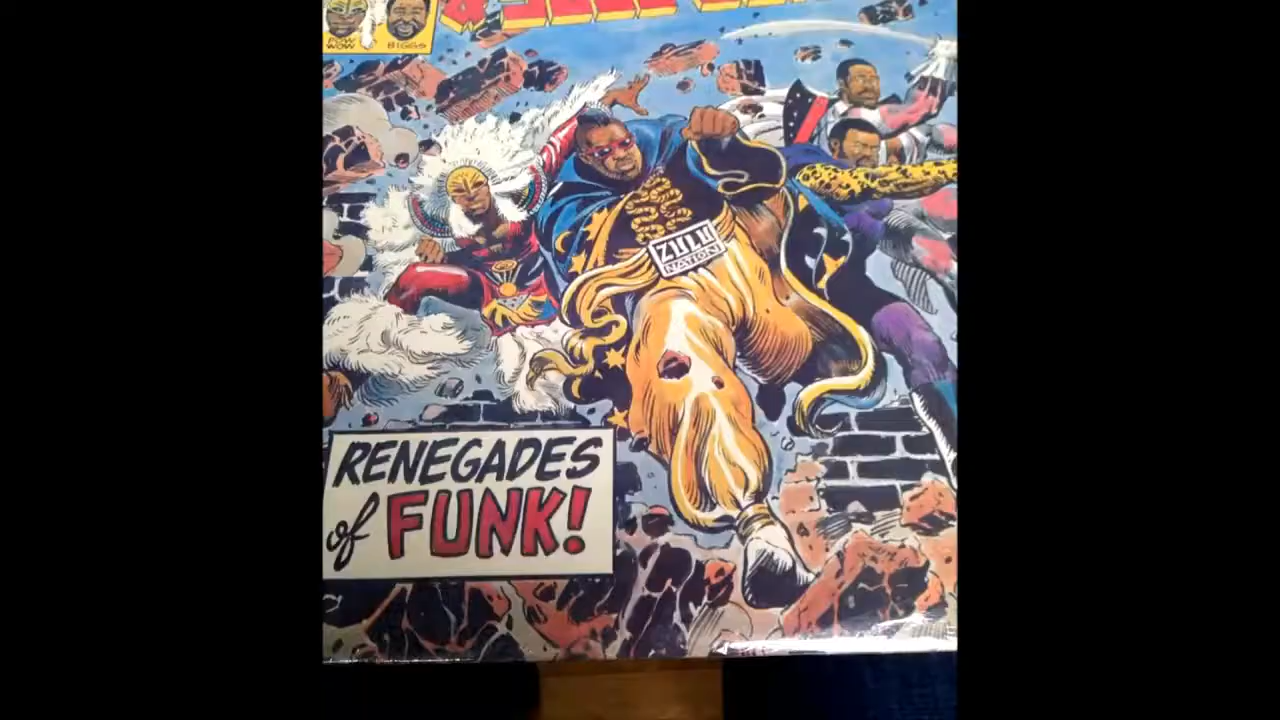 POW
WOW
BIGGS
ZULU
NATION
RENEGADES
of FUNK!